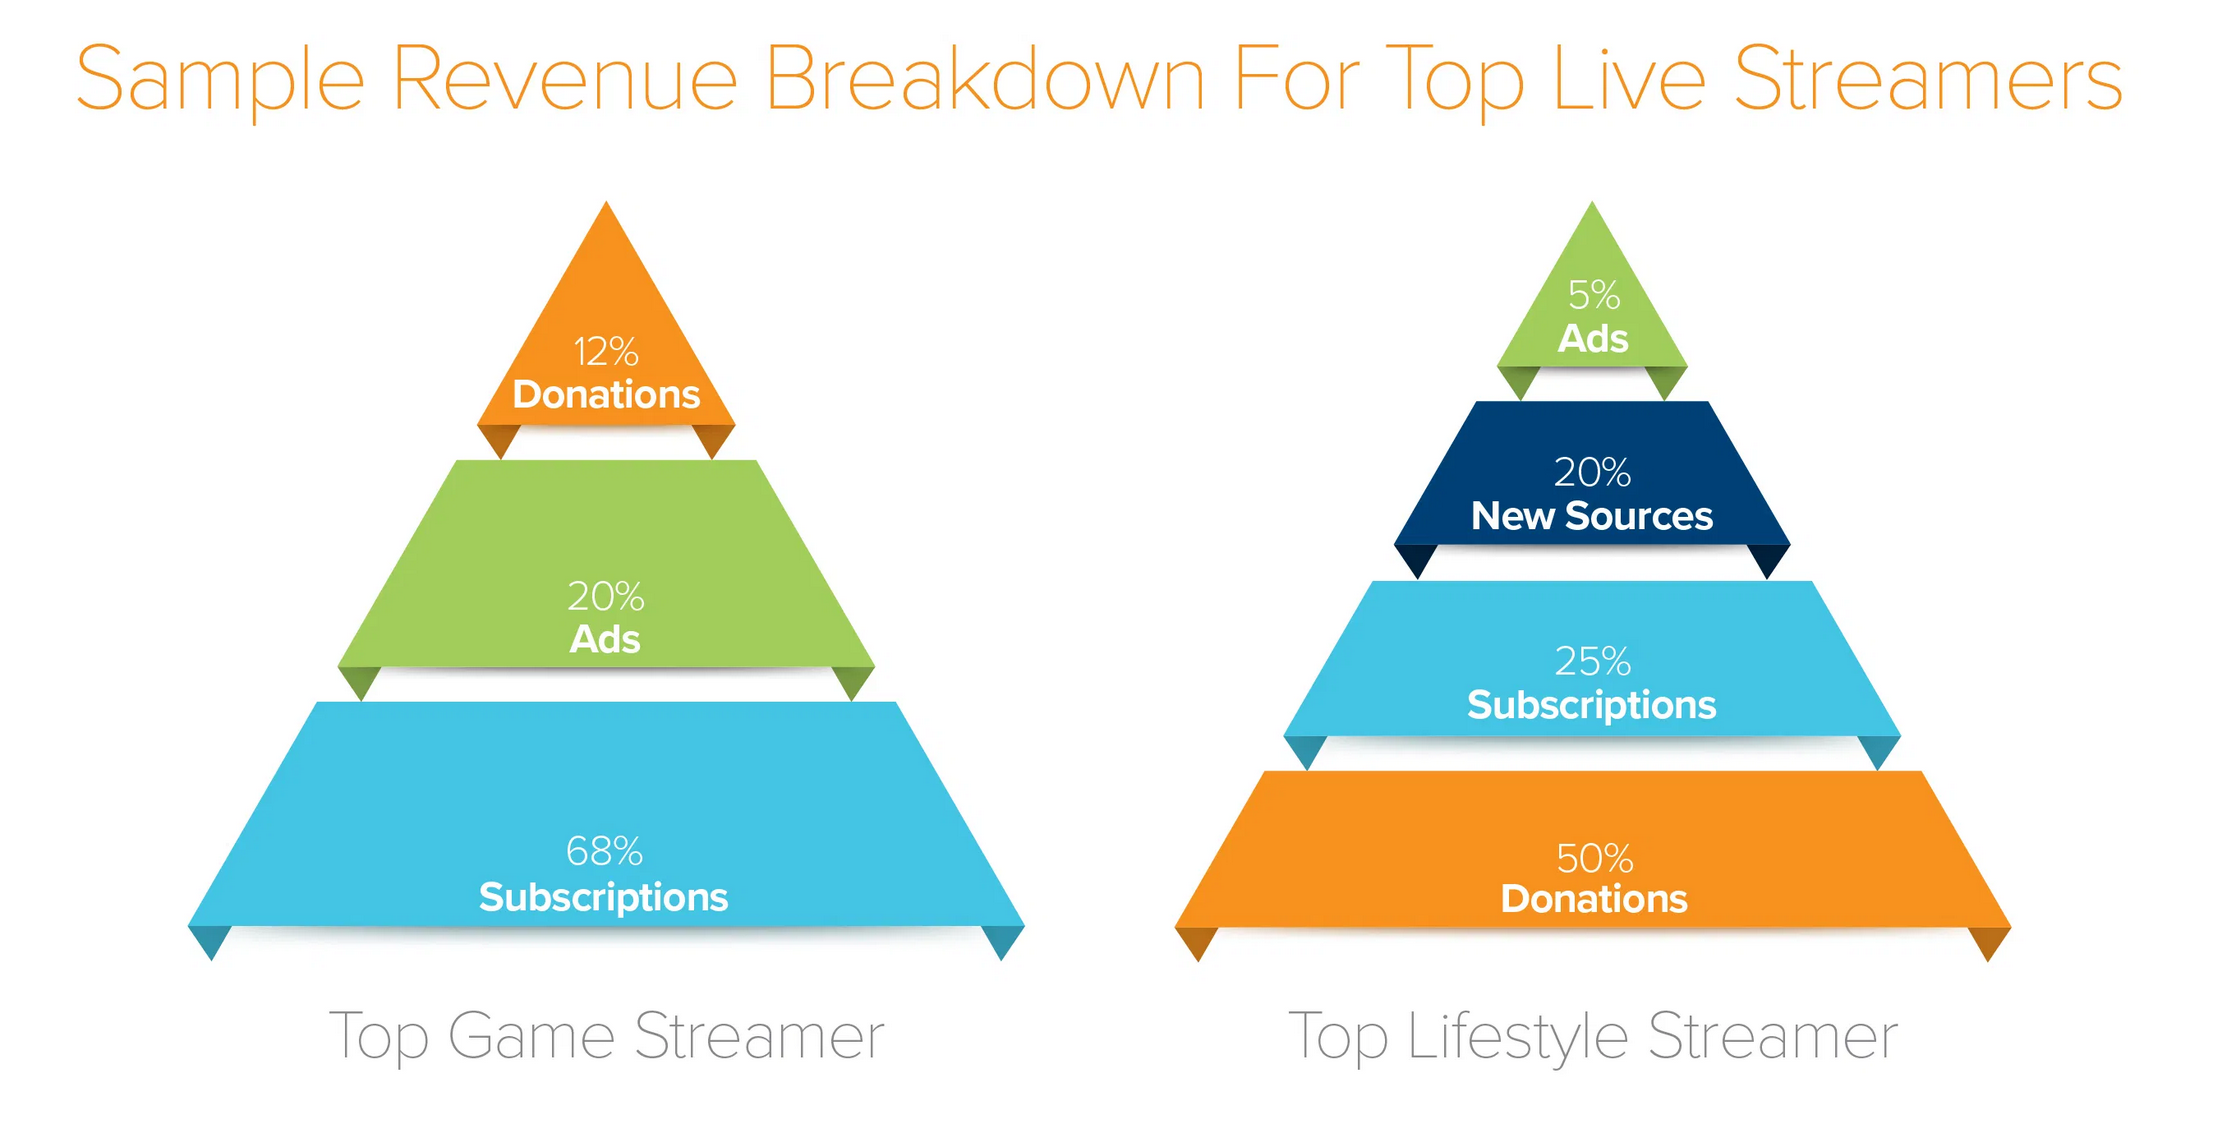 Sample Revenue Breakdown For Top Live Streamers
12%
Donations
20%
Ads
68%
Subscriptions
Top Game Streamer
5%
Ads
20%
New Sources
25%
Subscriptions
50%
Donations
Top Lifestyle Streamer